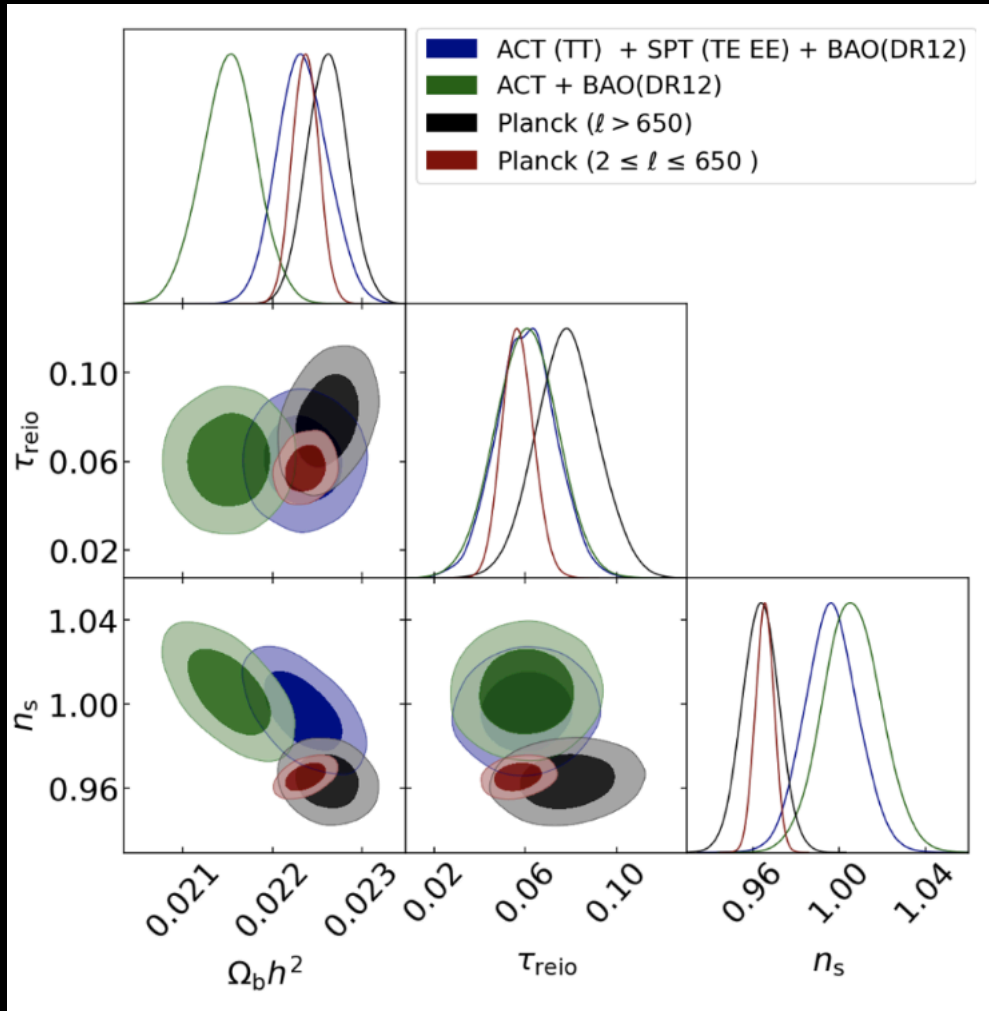 ACT (TT) + SPT (TE EE) + BAO(DR12)
ACT + BAO(DR12)
Planck (ℓ > 650)
Planck (2 ≤ ℓ ≤ 650 )
0.10
0.06
0.02
τreio
1.04
1.00
0.96
ns
0.021 0.022 0.023
0.02 0.06 0.10
0.96 1.00 1.04
Ωbh² τreio ns